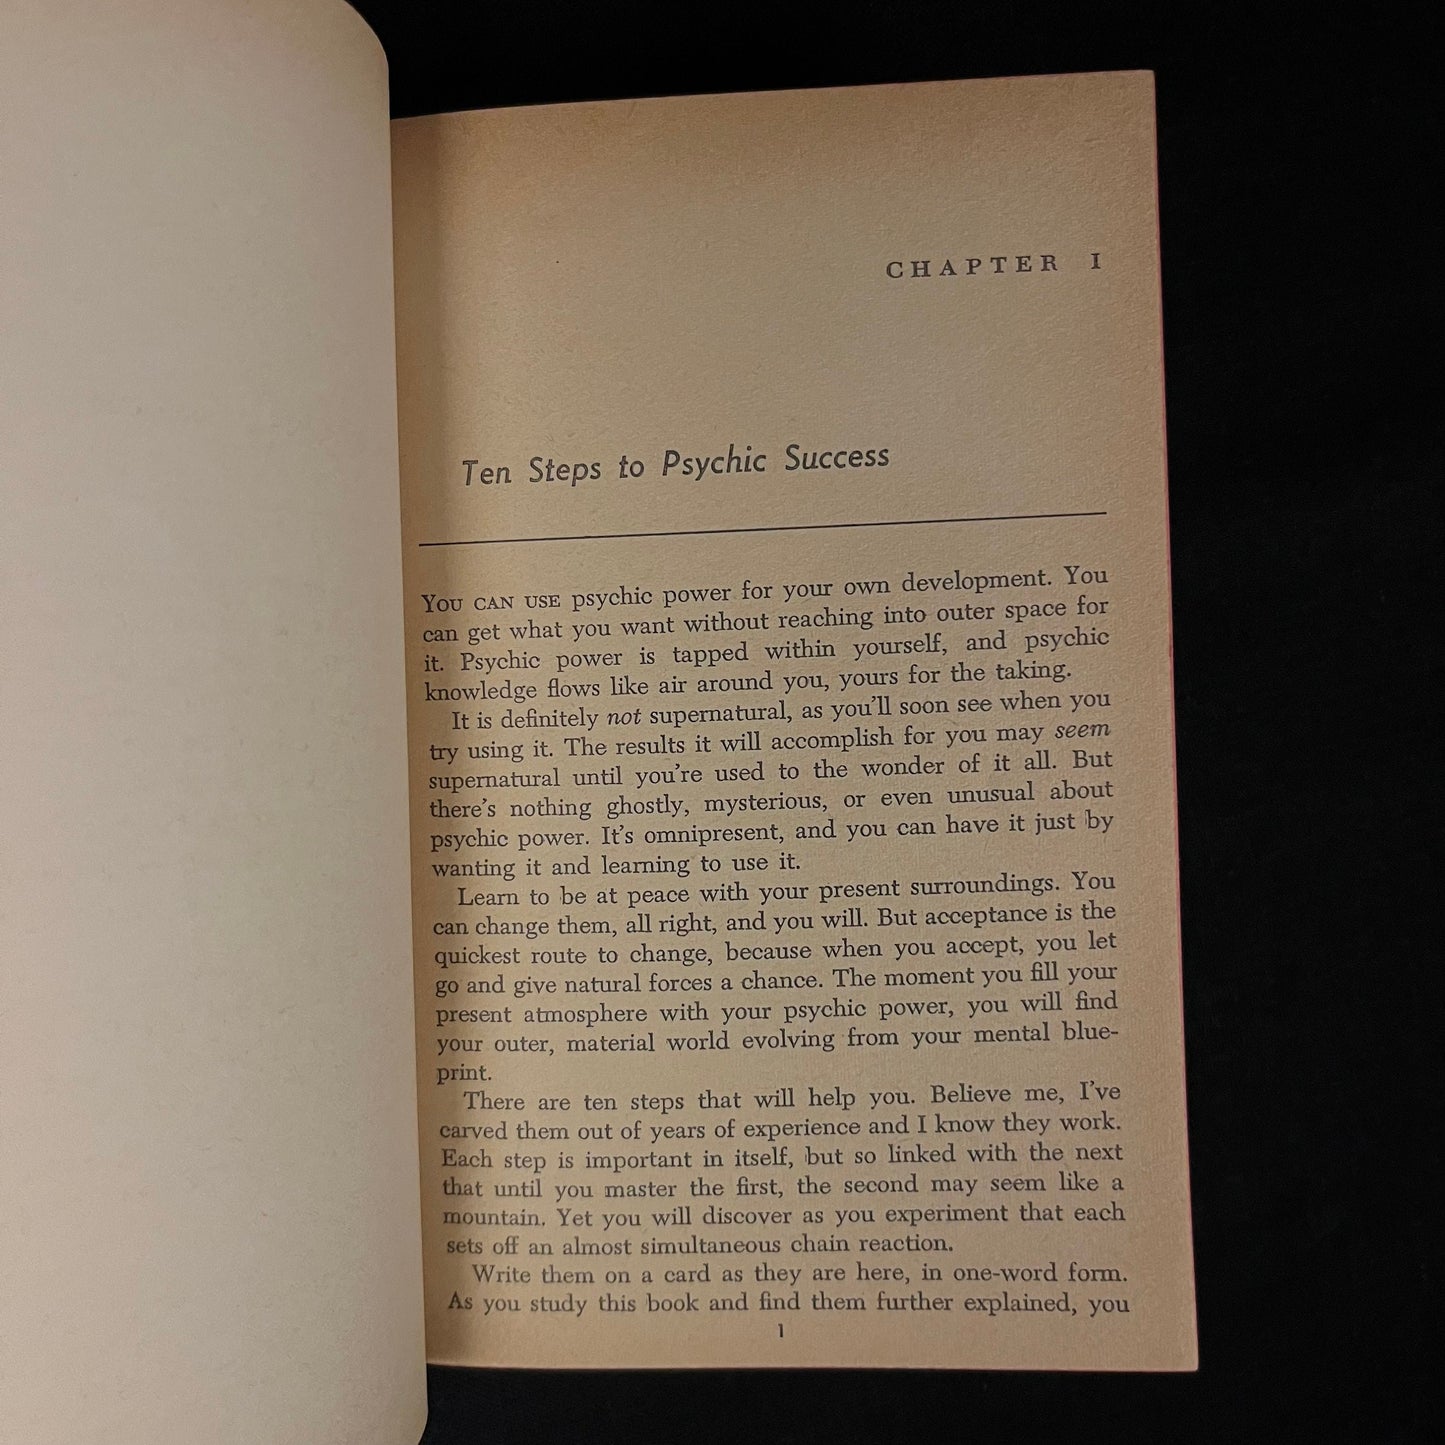 CHAPTER I
Ten Steps to Psychic Success
YOU CAN USE psychic power for your own development. You
can get what you want without reaching into outer space for
it. Psychic power is tapped within yourself, and psychic
knowledge flows like air around you, yours for the taking.
It is definitely not supernatural, as you'll soon see when you
try using it. The results it will accomplish for you may seem
supernatural until you're used to the wonder of it all. But
there's nothing ghostly, mysterious, or even unusual about
psychic power. It's omnipresent, and you can have it just by
wanting it and learning to use it.
Learn to be at peace with your present surroundings. You
can change them, all right, and you will. But acceptance is the
quickest route to change, because when you accept, you let
go and give natural forces a chance. The moment you fill your
present atmosphere with your psychic power, you will find
your outer, material world evolving from your mental blue-
print.
There are ten steps that will help you. Believe me, I've
carved them out of years of experience and I know they work.
Each step is important in itself, but so linked with the next
that until you master the first, the second may seem like a
mountain. Yet you will discover as you experiment that each
sets off an almost simultaneous chain reaction.
Write them on a card as they are here, in one-word form.
As you study this book and find them further explained, you
1